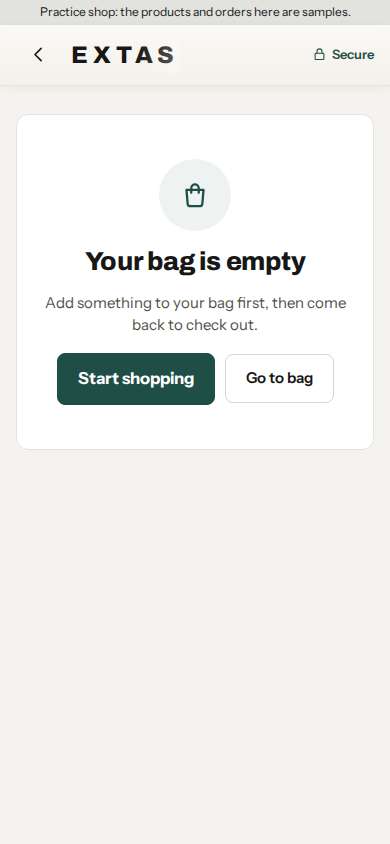 Practice shop: the products and orders here are samples.
EXTAS
Secure
Your bag is empty
Add something to your bag first, then come
back to check out.
Start shopping
Go to bag